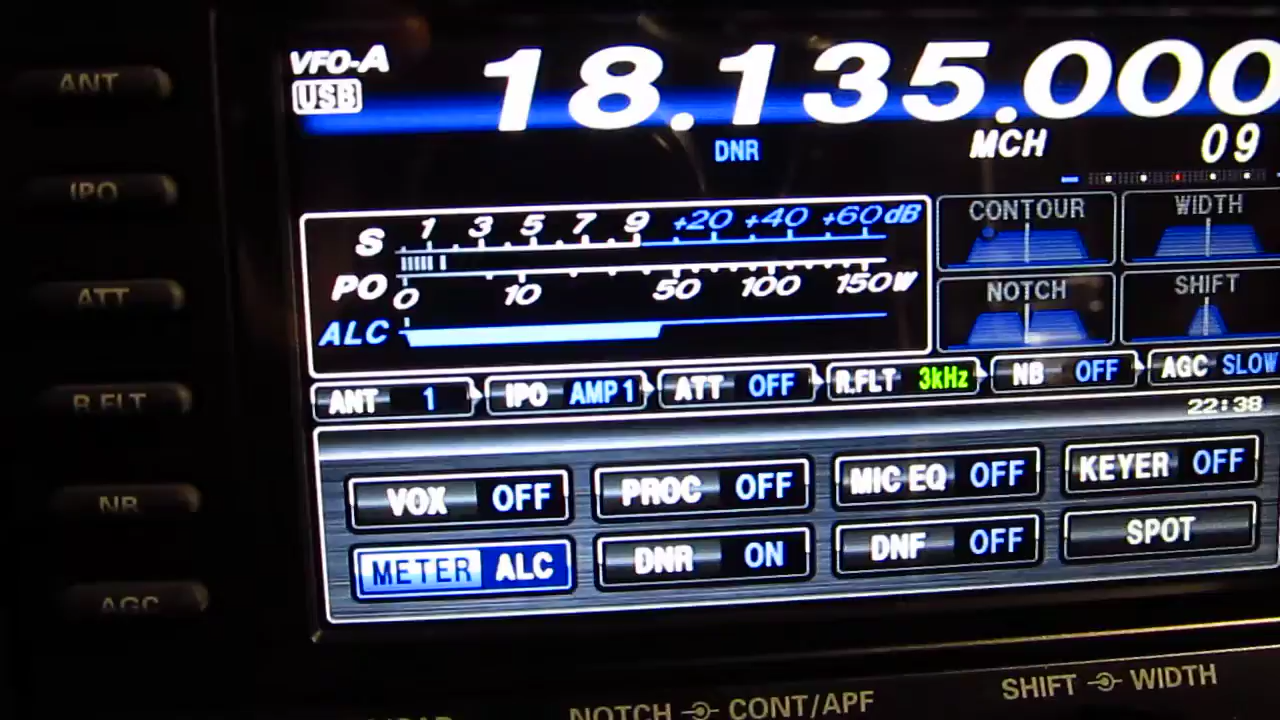 ANT
IPO
ATT
R.FLT
NR
AGC
VFO-A
USB
18.135.000
DNR
MCH 09
S 1 3 5 7 9 +20 +40 +60 dB
PO 0 10 50 100 150W
ALC
CONTOUR WIDTH
NOTCH SHIFT
ANT 1 IPO AMP 1 ATT OFF R.FLT 3kHz NB OFF AGC SLOW
22:38
VOX OFF PROC OFF MIC EQ OFF KEYER OFF
METER ALC DNR ON DNF OFF SPOT
NOTCH CONT/APF SHIFT WIDTH